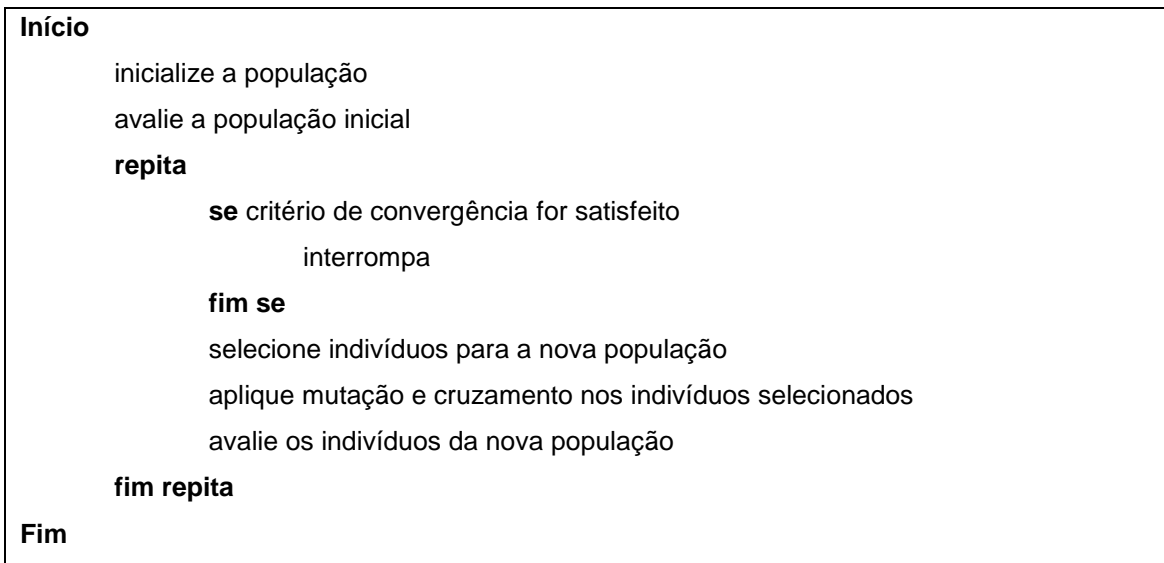 Início
inicialize a população
avalie a população inicial
repita
se critério de convergência for satisfeito
interrompa
fim se
selecione indivíduos para a nova população
aplique mutação e cruzamento nos indivíduos selecionados
avalie os indivíduos da nova população
fim repita
Fim